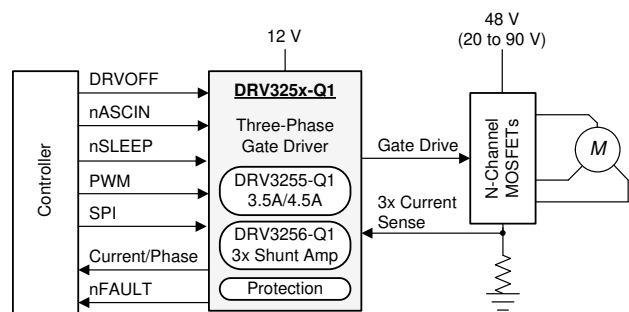 12 V
48 V
(20 to 90 V)
Controller
DRVOFF
nASCIN
nSLEEP
PWM
SPI
Current/Phase
nFAULT
DRV325x-Q1
Three-Phase
Gate Driver
DRV3255-Q1
3.5A/4.5A
DRV3256-Q1
3x Shunt Amp
Protection
Gate Drive
3x Current
Sense
N-Channel
MOSFETs
M